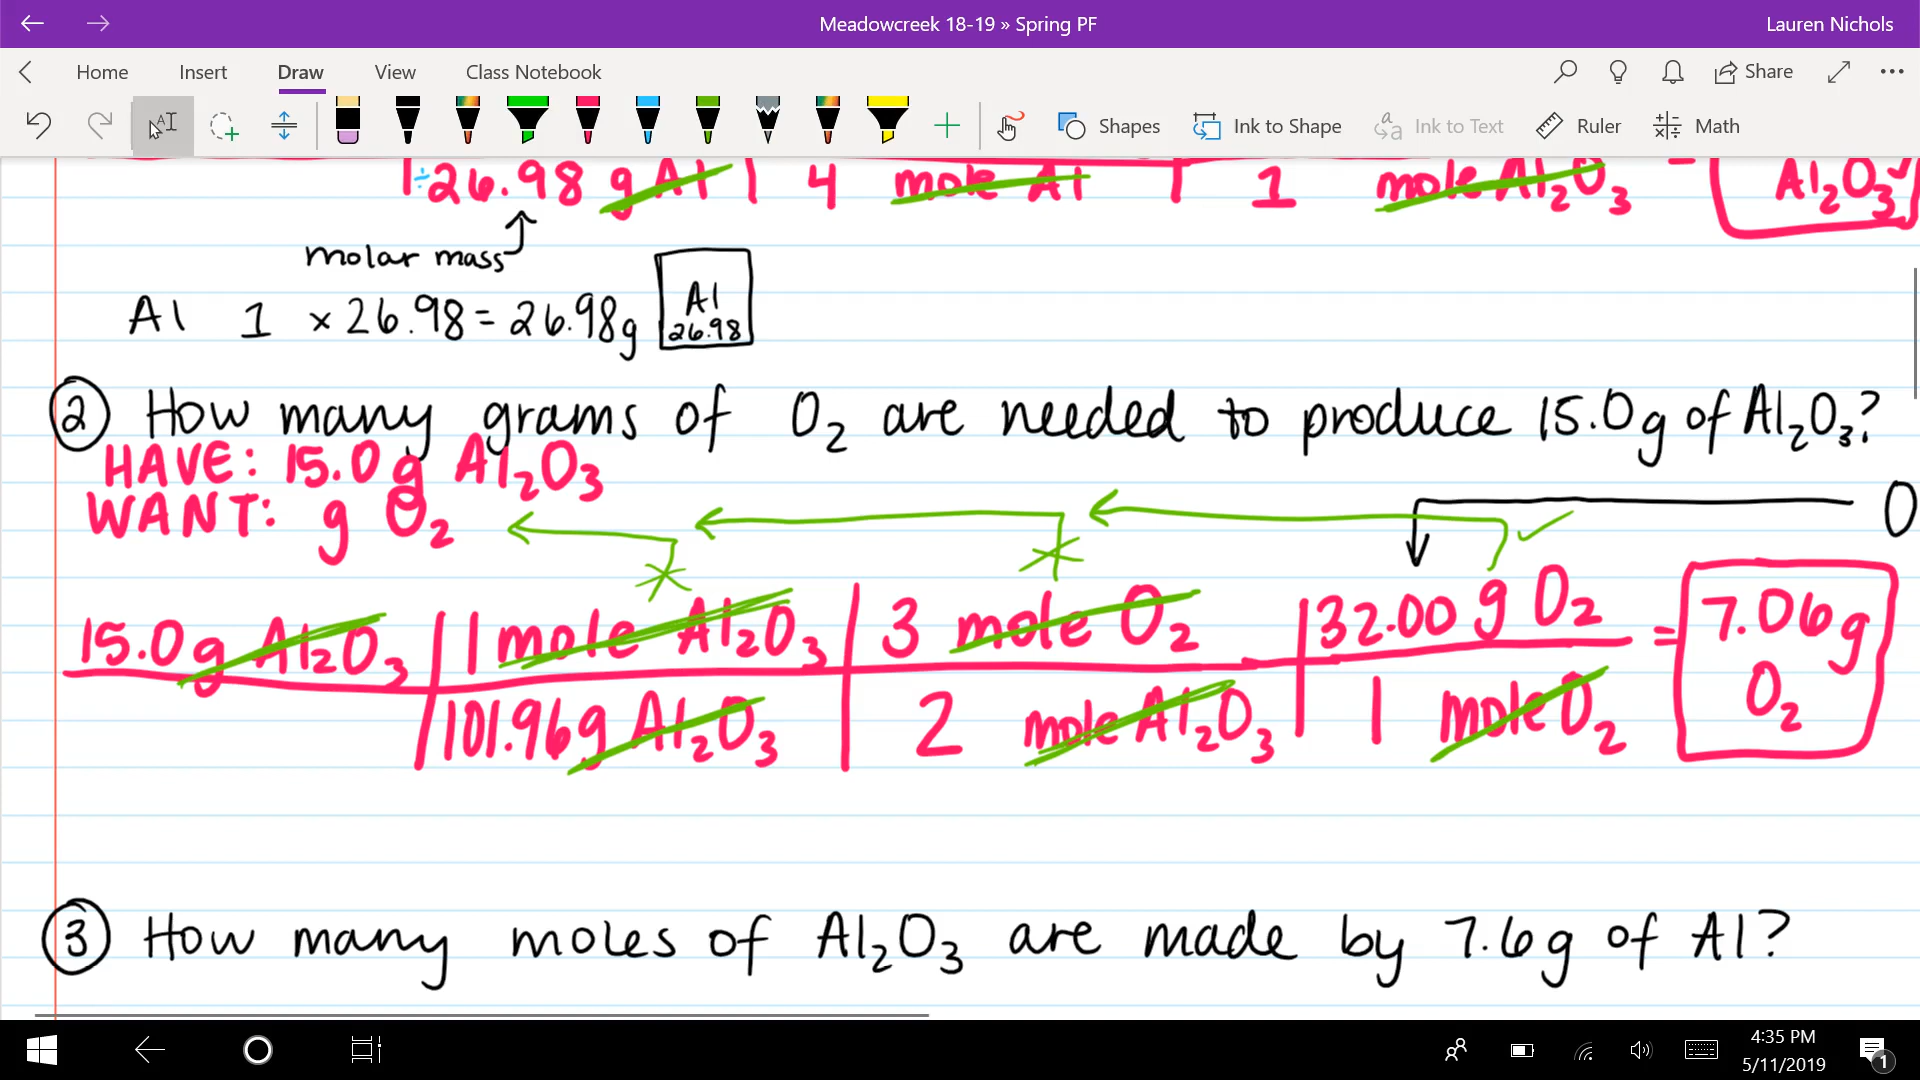 Meadowcreek 18-19 » Spring PF
Lauren Nichols
Home Insert Draw View Class Notebook Share
Shapes Ink to Shape Ink to Text Ruler Math
÷26.98 g Al | 4 mole Al | 1 mole Al₂O₃ = Al₂O₃
molar mass
Al 1 × 26.98 = 26.98g
Al
26.98
② How many grams of O₂ are needed to produce 15.0g of Al₂O₃?
HAVE: 15.0 g Al₂O₃
WANT: g O₂
15.0g Al₂O₃ | 1 mole Al₂O₃ | 3 mole O₂ | 32.00 g O₂ = 7.06g
101.96g Al₂O₃ | 2 mole Al₂O₃ | 1 mole O₂ O₂
③ How many moles of Al₂O₃ are made by 7.6g of Al?
4:35 PM
5/11/2019
1